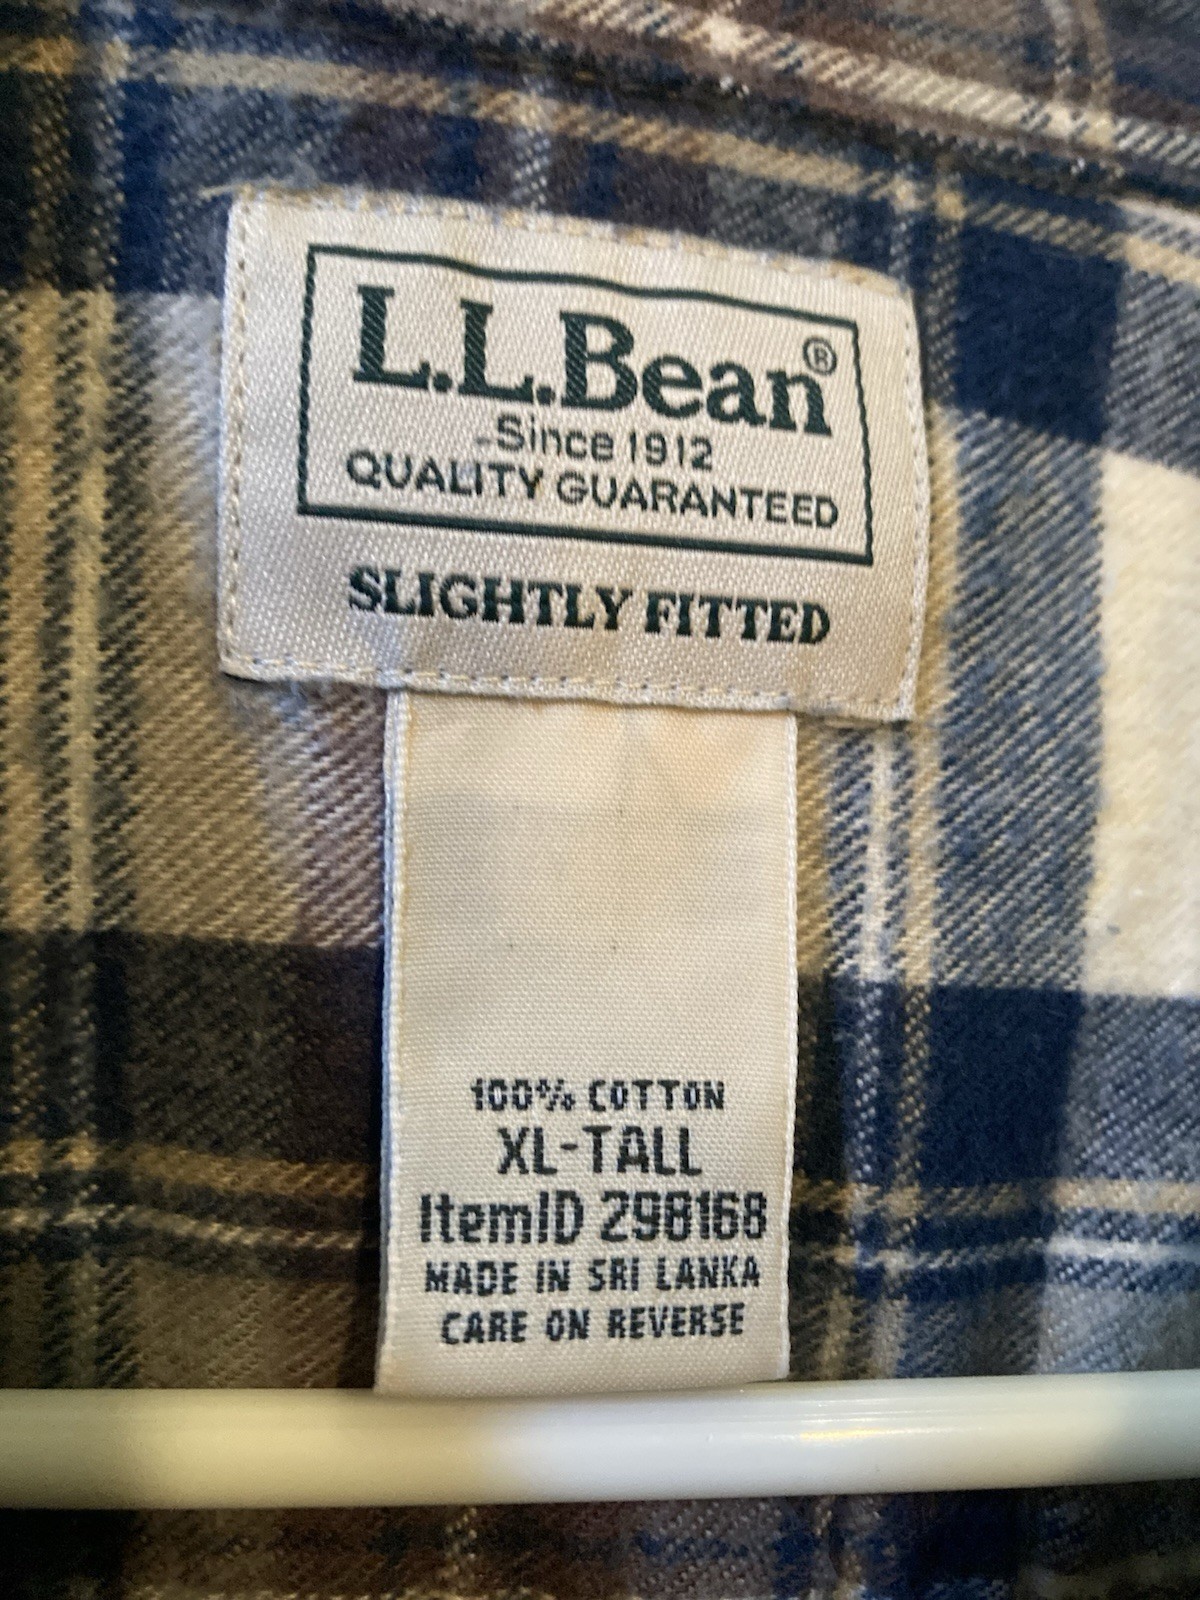 L.L.Bean®
Since 1912
QUALITY GUARANTEED
SLIGHTLY FITTED
100% COTTON
XL-TALL
ItemID 298168
MADE IN SRI LANKA
CARE ON REVERSE